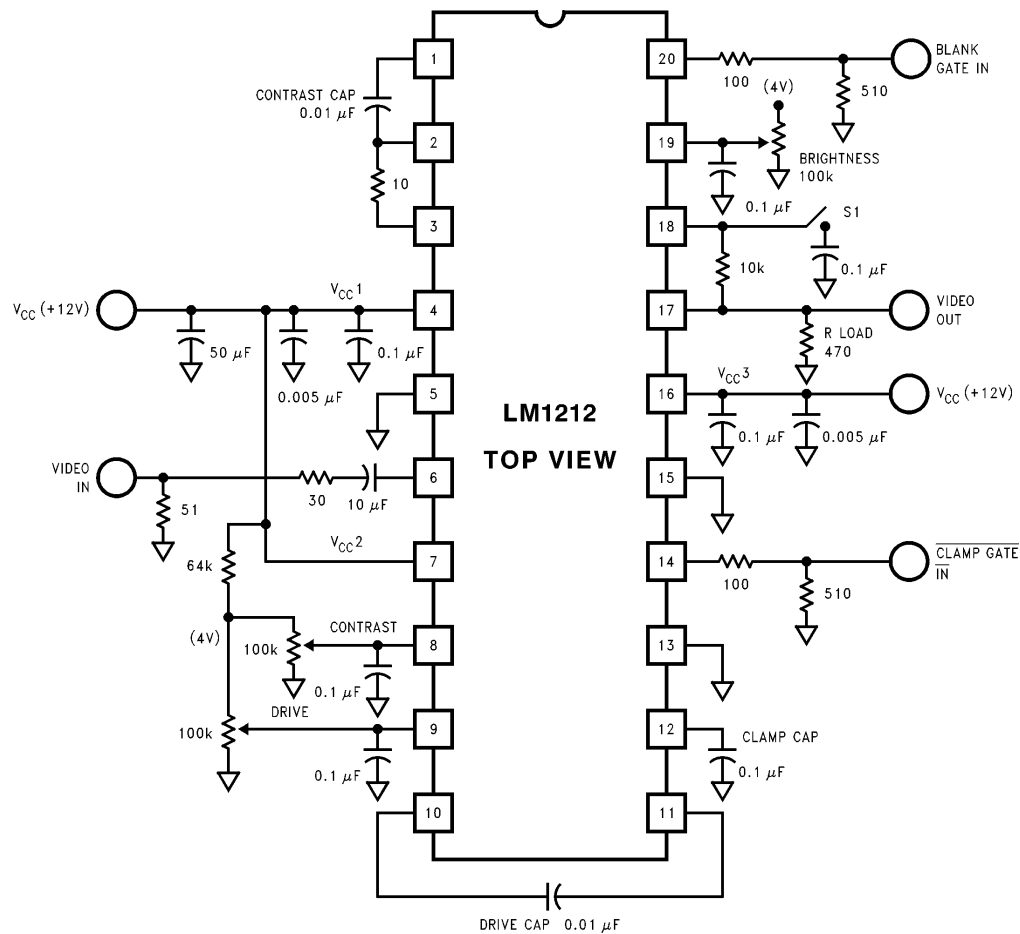 1
20
BLANK
GATE IN
100
510
CONTRAST CAP
0.01 μF
(4V)
2
19
BRIGHTNESS
100k
10
0.1 μF
3
18
S1
10k
0.1 μF
VCC (+12V)
VCC1
4
17
VIDEO
OUT
50 μF
0.1 μF
0.005 μF
R LOAD
470
VCC3
5
16
VCC (+12V)
LM1212
TOP VIEW
0.1 μF
0.005 μF
VIDEO
IN
6
15
51
30
10 μF
VCC2
7
14
CLAMP GATE
IN
64k
100
510
(4V)
CONTRAST
100k
8
13
0.1 μF
DRIVE
100k
9
12
CLAMP CAP
0.1 μF
0.1 μF
10
11
DRIVE CAP 0.01 μF